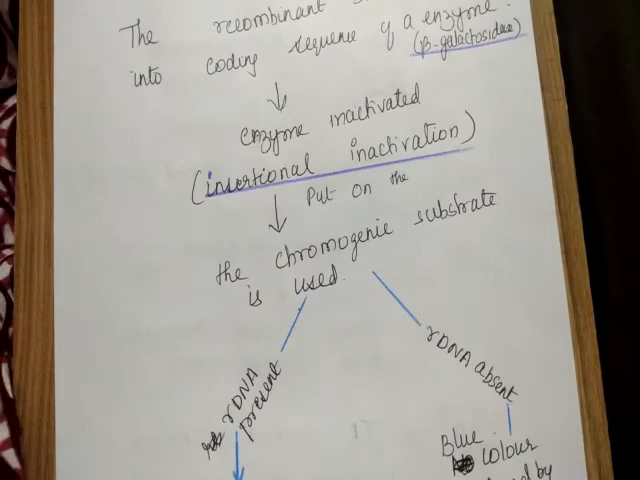 The recombinant
into coding sequence of a enzyme.
(β-galactosidase)
enzyme inactivated
(insertional inactivation)
Put on the
the chromogenic substrate
is used.
rDNA present
rDNA absent
Blue
colour
by